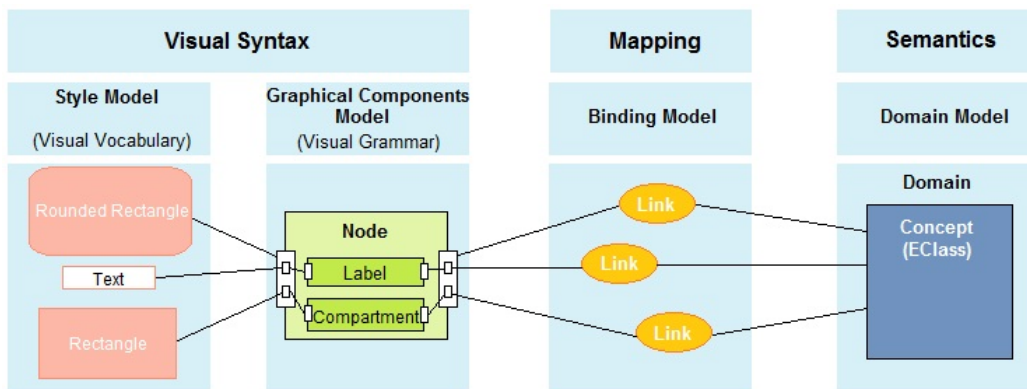 Visual Syntax
Mapping
Semantics
Style Model
(Visual Vocabulary)
Graphical Components
Model
(Visual Grammar)
Binding Model
Domain Model
Rounded Rectangle
Text
Rectangle
Node
Label
Compartment
Link
Link
Link
Domain
Concept
(EClass)